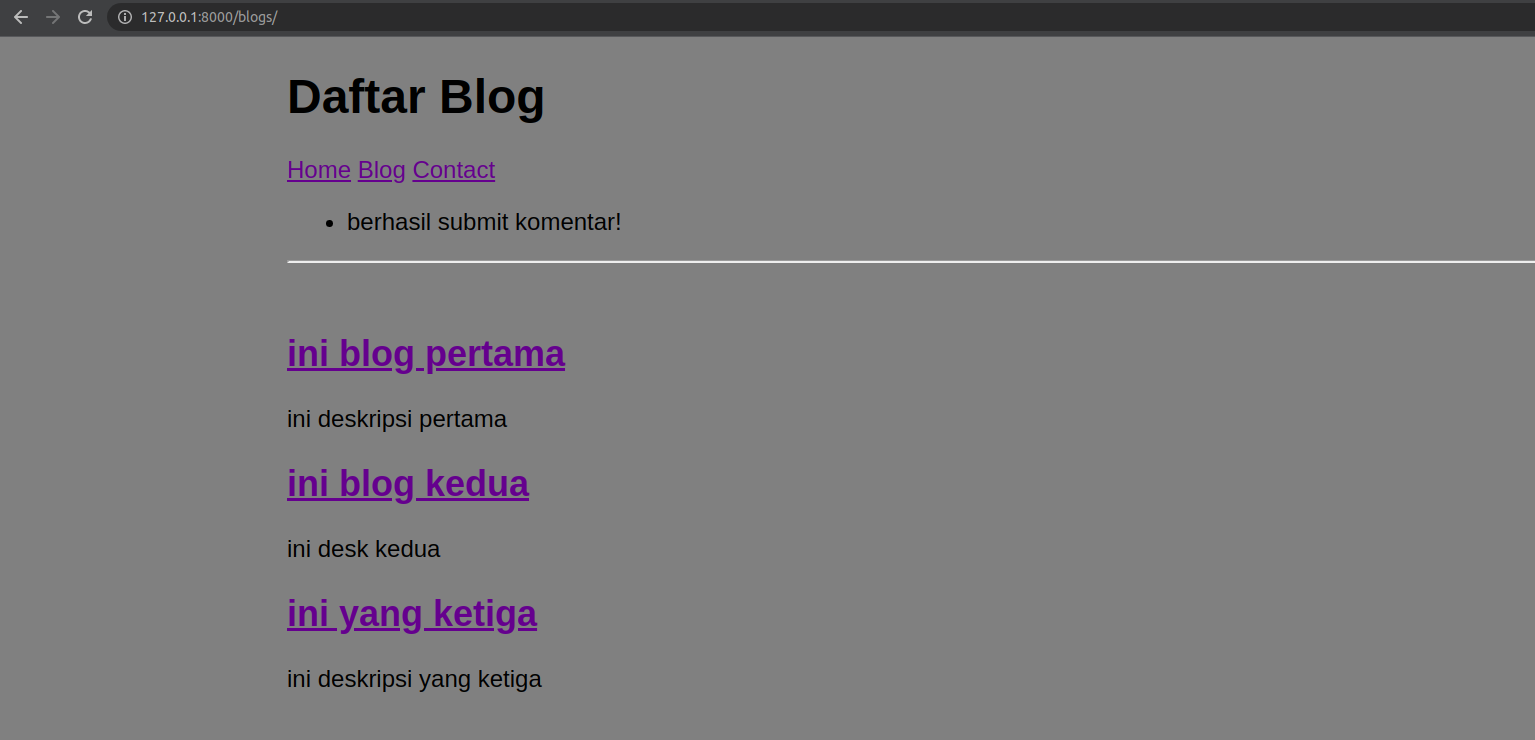 127.0.0.1:8000/blogs/
Daftar Blog
Home Blog Contact
• berhasil submit komentar!
ini blog pertama
ini deskripsi pertama
ini blog kedua
ini desk kedua
ini yang ketiga
ini deskripsi yang ketiga